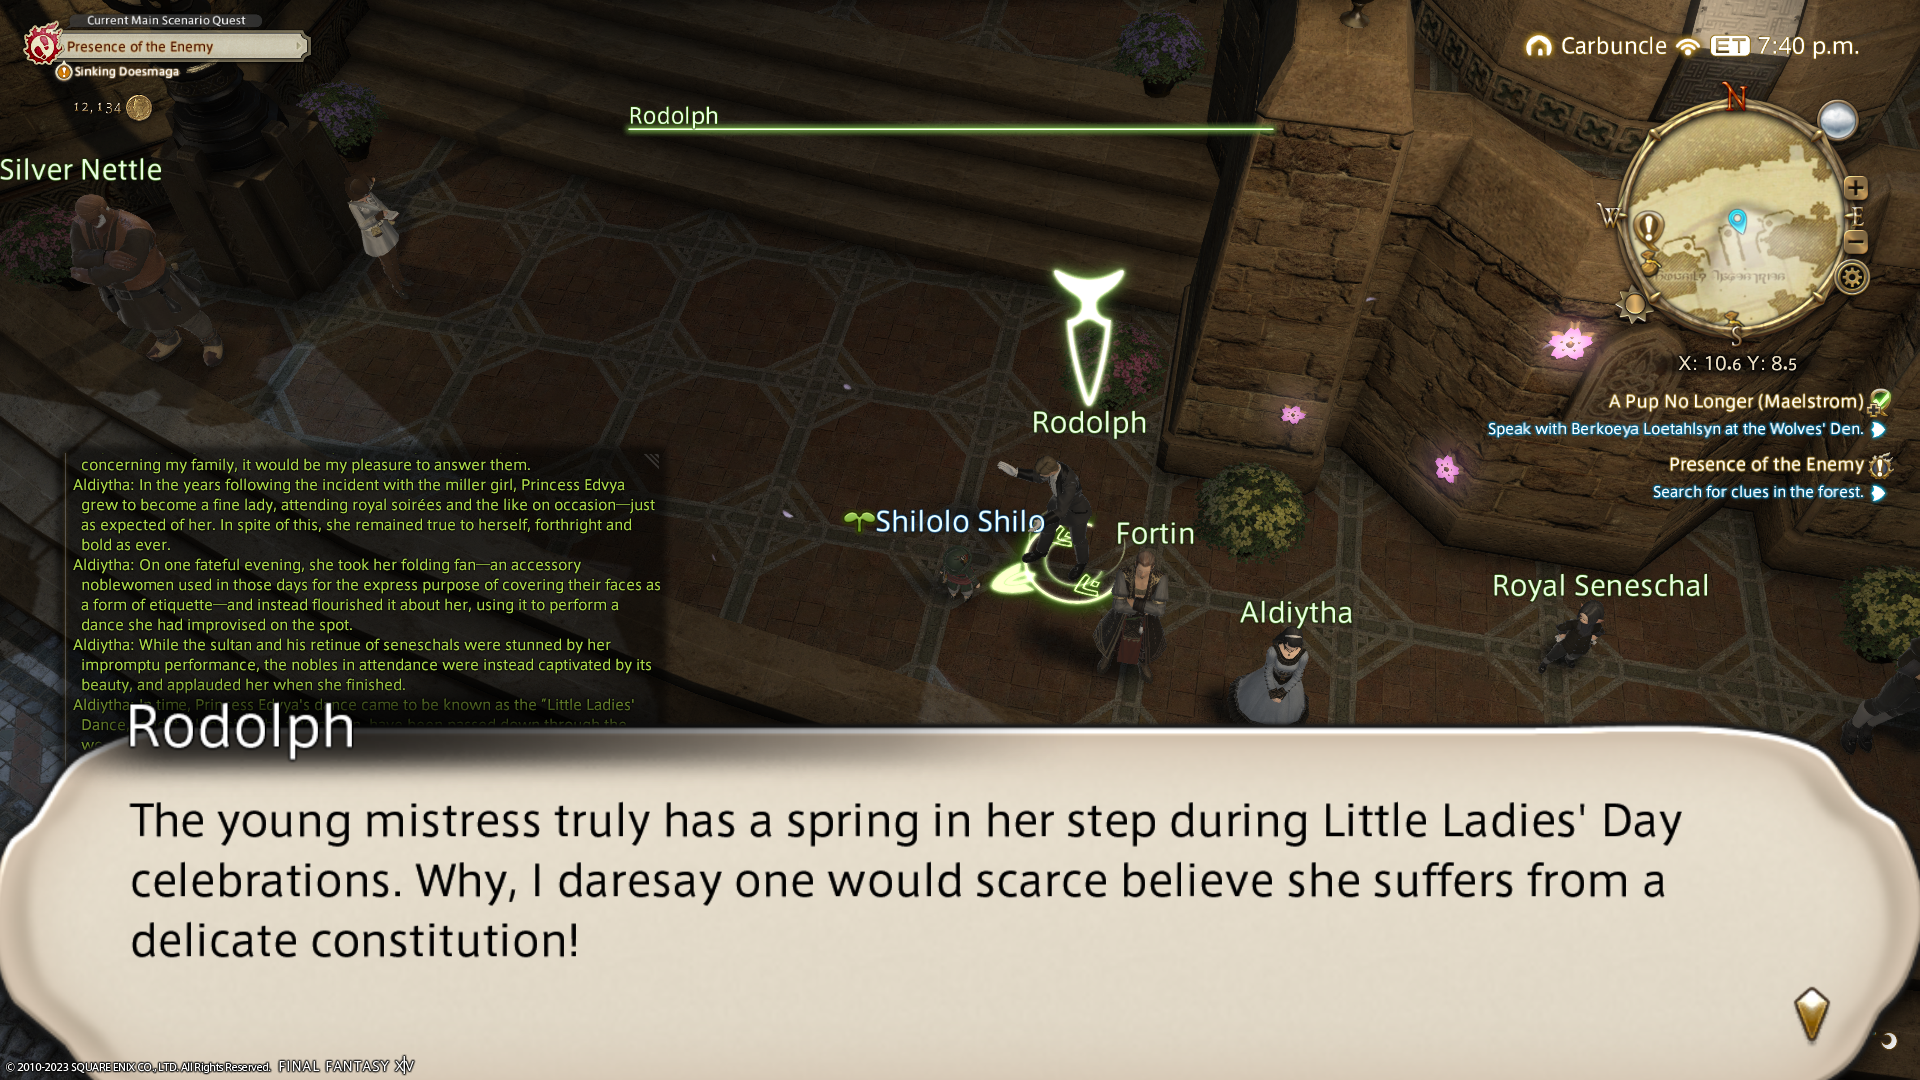 Current Main Scenario Quest
Presence of the Enemy
Sinking Doesmaga
12,134
Carbuncle ET 7:40 p.m.
Rodolph
Silver Nettle
N
W
E
S
X: 10.6 Y: 8.5
A Pup No Longer (Maelstrom)
Speak with Berkoeya Loetahlsyn at the Wolves' Den.
Presence of the Enemy
Search for clues in the forest.
Rodolph
Shilolo Shilo
Fortin
Aldiytha
Royal Seneschal
concerning my family, it would be my pleasure to answer them.
Aldiytha: In the years following the incident with the miller girl, Princess Edvya
grew to become a fine lady, attending royal soirées and the like on occasion—just
as expected of her. In spite of this, she remained true to herself, forthright and
bold as ever.
Aldiytha: On one fateful evening, she took her folding fan—an accessory
noblewomen used in those days for the express purpose of covering their faces as
a form of etiquette—and instead flourished it about her, using it to perform a
dance she had improvised on the spot.
Aldiytha: While the sultan and his retinue of seneschals were stunned by her
impromptu performance, the nobles in attendance were instead captivated by its
beauty, and applauded her when she finished.
Aldiytha: time, Princess Edvya's dance came to be known as the "Little Ladies'
Dance have been passed down through the
Rodolph
The young mistress truly has a spring in her step during Little Ladies' Day
celebrations. Why, I daresay one would scarce believe she suffers from a
delicate constitution!
© 2010-2023 SQUARE ENIX CO., LTD. All Rights Reserved. FINAL FANTASY XIV